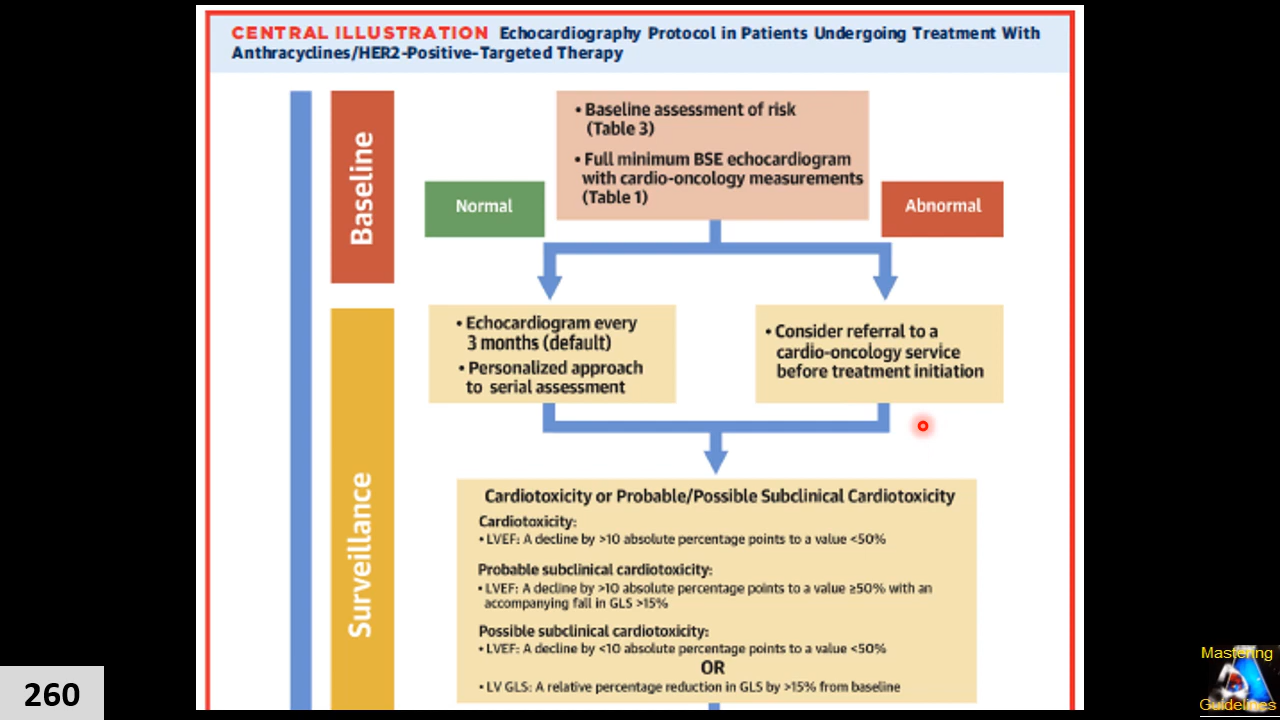 CENTRAL ILLUSTRATION Echocardiography Protocol in Patients Undergoing Treatment With
Anthracyclines/HER2-Positive-Targeted Therapy
Baseline
• Baseline assessment of risk
(Table 3)
• Full minimum BSE echocardiogram
with cardio-oncology measurements
(Table 1)
Normal
Abnormal
Surveillance
• Echocardiogram every
3 months (default)
• Personalized approach
to serial assessment
• Consider referral to a
cardio-oncology service
before treatment initiation
Cardiotoxicity or Probable/Possible Subclinical Cardiotoxicity
Cardiotoxicity:
• LVEF: A decline by >10 absolute percentage points to a value <50%
Probable subclinical cardiotoxicity:
• LVEF: A decline by >10 absolute percentage points to a value ≥50% with an
accompanying fall in GLS >15%
Possible subclinical cardiotoxicity:
• LVEF: A decline by <10 absolute percentage points to a value <50%
OR
• LV GLS: A relative percentage reduction in GLS by >15% from baseline
260
Mastering
Guidelines